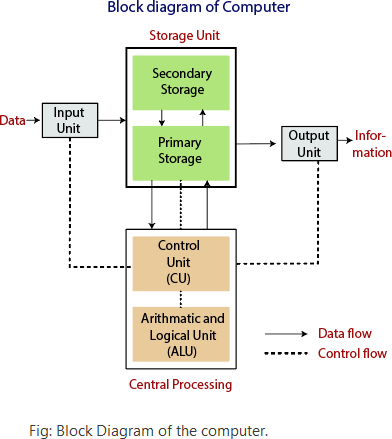 Block diagram of Computer
Storage Unit
Secondary
Storage
Data
Input
Unit
Primary
Storage
Output
Unit
Infor-
mation
Control
Unit
(CU)
Arithmatic and
Logical Unit
(ALU)
Data flow
Control flow
Central Processing
Fig: Block Diagram of the computer.